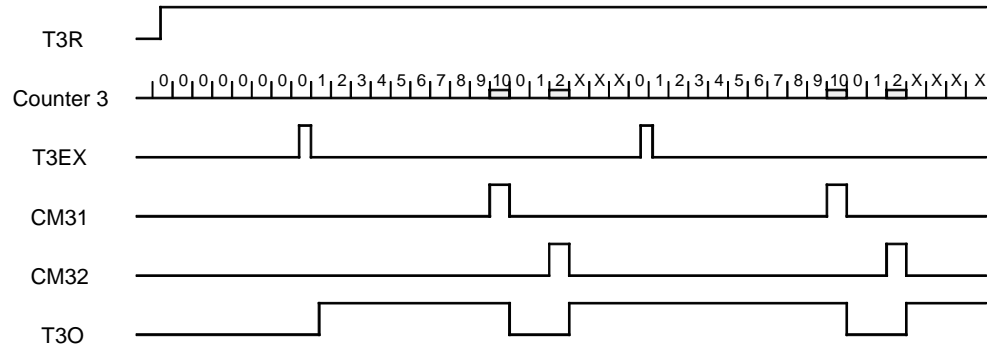 T3R
Counter 3 0 0 0 0 0 0 0 0 1 2 3 4 5 6 7 8 9 10 0 1 2 X X X 0 1 2 3 4 5 6 7 8 9 10 0 1 2 X X X X
T3EX
CM31
CM32
T3O